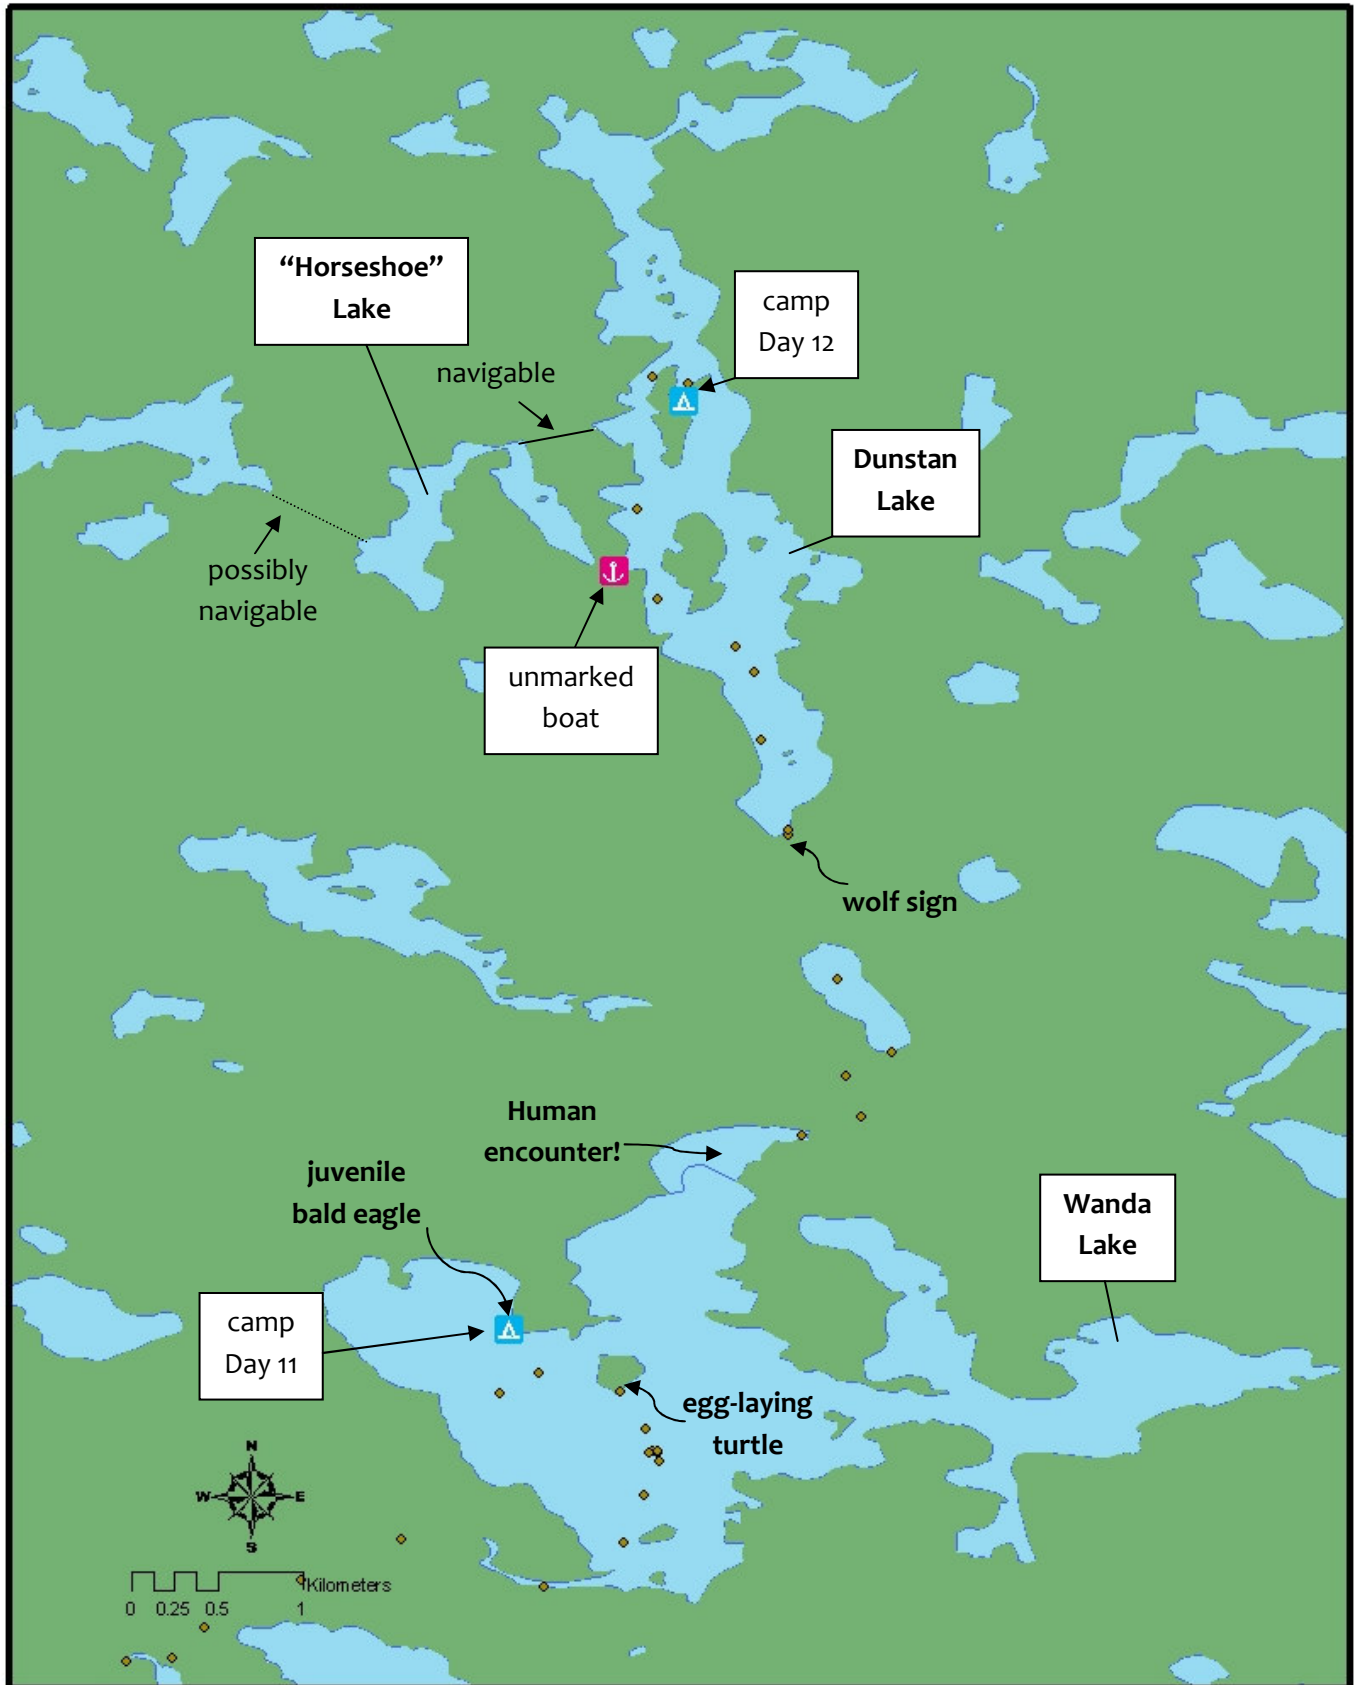 “Horseshoe”
Lake
camp
Day 12
navigable
Dunstan
Lake
possibly
navigable
unmarked
boat
wolf sign
Human
encounter!
juvenile
bald eagle
Wanda
Lake
camp
Day 11
egg-laying
turtle
N
W E
S
Kilometers
0 0.25 0.5 1